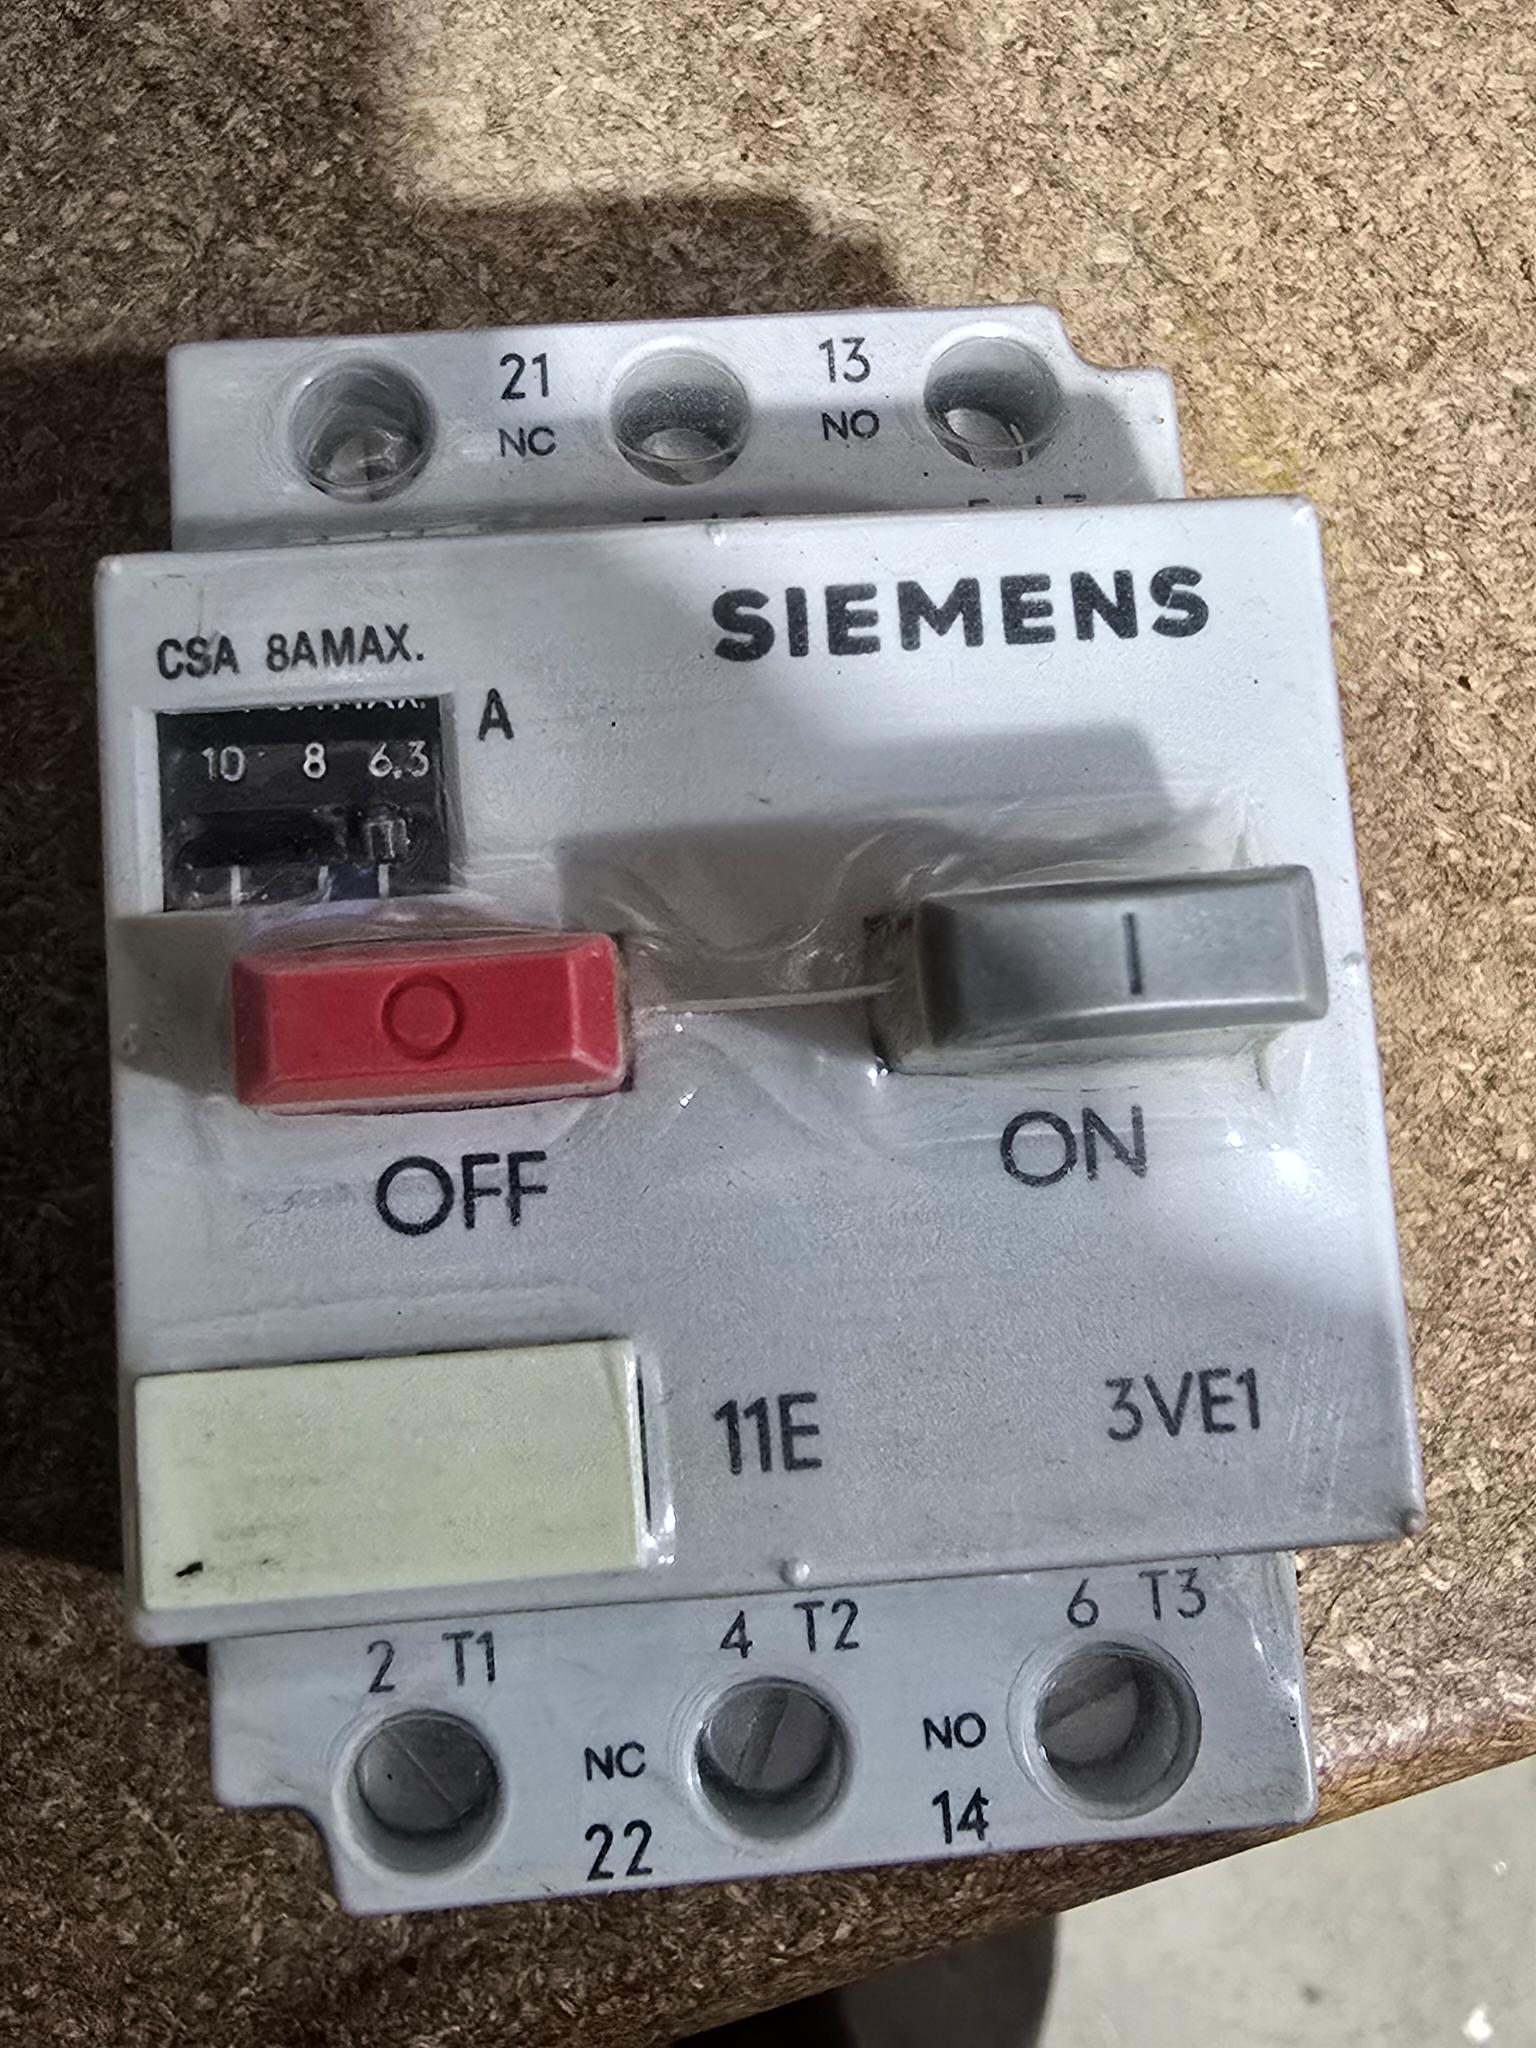 21 13
NC NO
SIEMENS
CSA 8AMAX.
A
10 8 6.3
OFF
ON
11E 3VE1
2 T1 4 T2 6 T3
NC NO
22 14